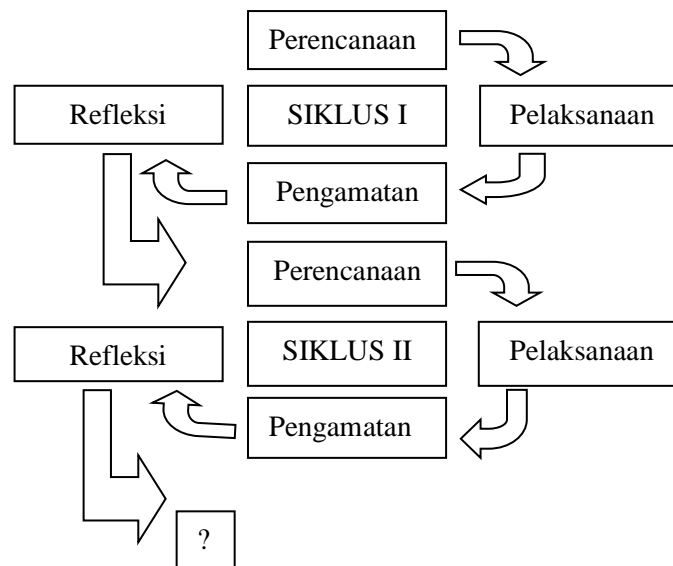 Perencanaan
Refleksi
SIKLUS I
Pelaksanaan
Pengamatan
Perencanaan
Refleksi
SIKLUS II
Pelaksanaan
Pengamatan
?